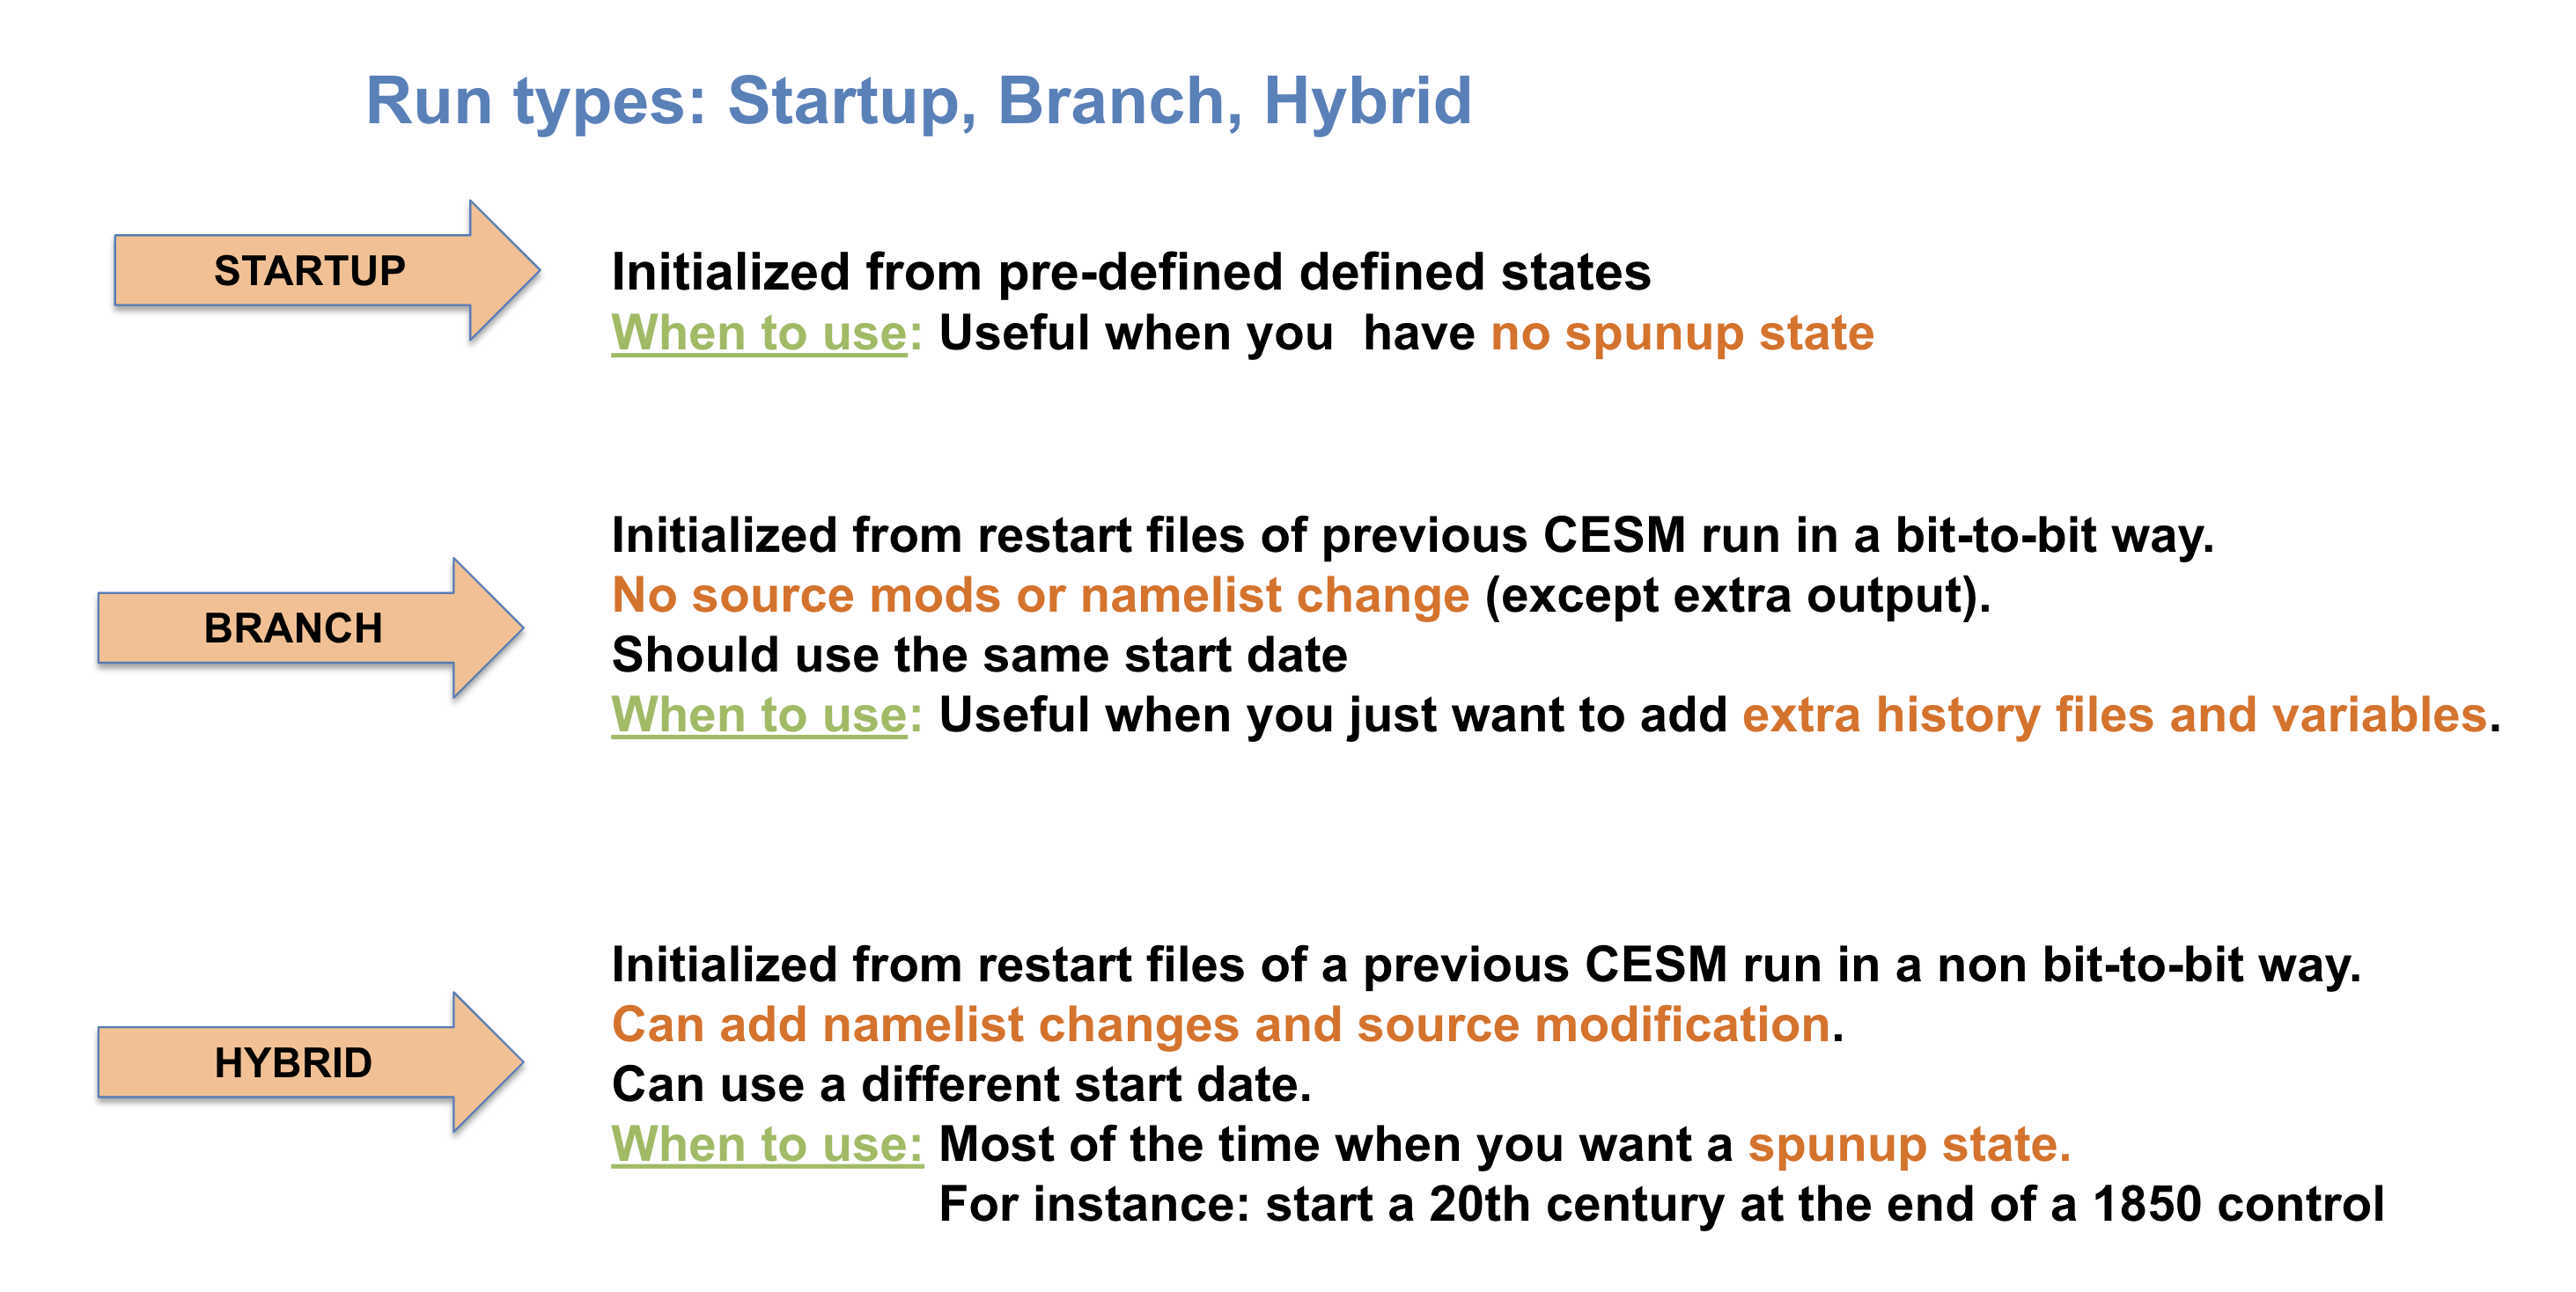 Run types: Startup, Branch, Hybrid
STARTUP
Initialized from pre-defined defined states
When to use: Useful when you  have no spunup state
BRANCH
Initialized from restart files of previous CESM run in a bit-to-bit way.
No source mods or namelist change (except extra output).
Should use the same start date
When to use: Useful when you just want to add extra history files and variables.
HYBRID
Initialized from restart files of a previous CESM run in a non bit-to-bit way.
Can add namelist changes and source modification.
Can use a different start date.
When to use: Most of the time when you want a spunup state.
For instance: start a 20th century at the end of a 1850 control